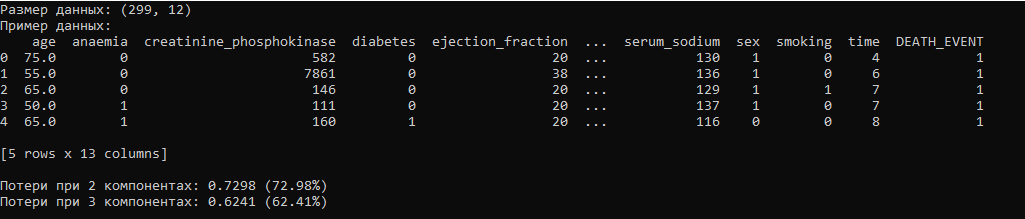 Размер данных: (299, 12)
Пример данных:
age anaemia creatinine_phosphokinase diabetes ejection_fraction ... serum_sodium sex smoking time DEATH_EVENT
0 75.0 0 582 0 20 ... 130 1 0 4 1
1 55.0 0 7861 0 38 ... 136 1 0 6 1
2 65.0 0 146 0 20 ... 129 1 1 7 1
3 50.0 1 111 0 20 ... 137 1 0 7 1
4 65.0 1 160 1 20 ... 116 0 0 8 1
[5 rows x 13 columns]
Потери при 2 компонентах: 0.7298 (72.98%)
Потери при 3 компонентах: 0.6241 (62.41%)